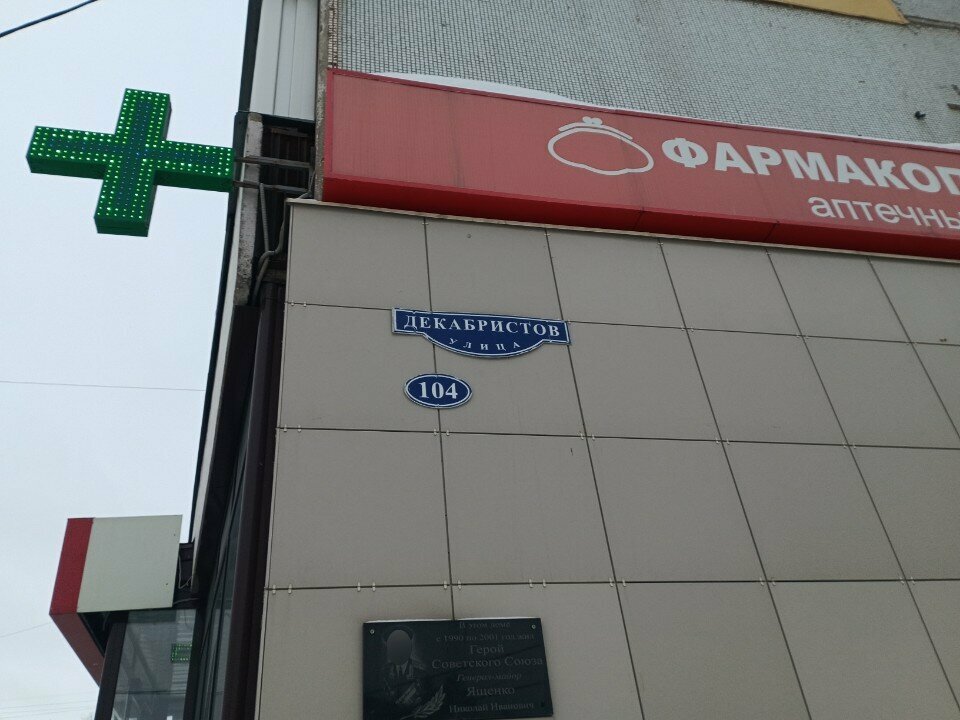 ФАРМАКОП
аптечны
ДЕКАБРИСТОВ
УЛИЦА
104
В этом доме
с 1990 по 2001 год жил
Герой
Советского Союза
Генерал-майор
Ященко
Николай Иванович